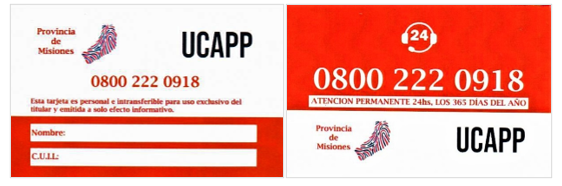 Provincia
de
Misiones
UCAPP
0800 222 0918
Esta tarjeta es personal e intransferible para uso exclusivo del
titular y emitida a solo efecto informativo.
Nombre:
C.U.I.L:
24
0800 222 0918
ATENCION PERMANENTE 24hs, LOS 365 DÍAS DEL AÑO
Provincia
de
Misiones
UCAPP